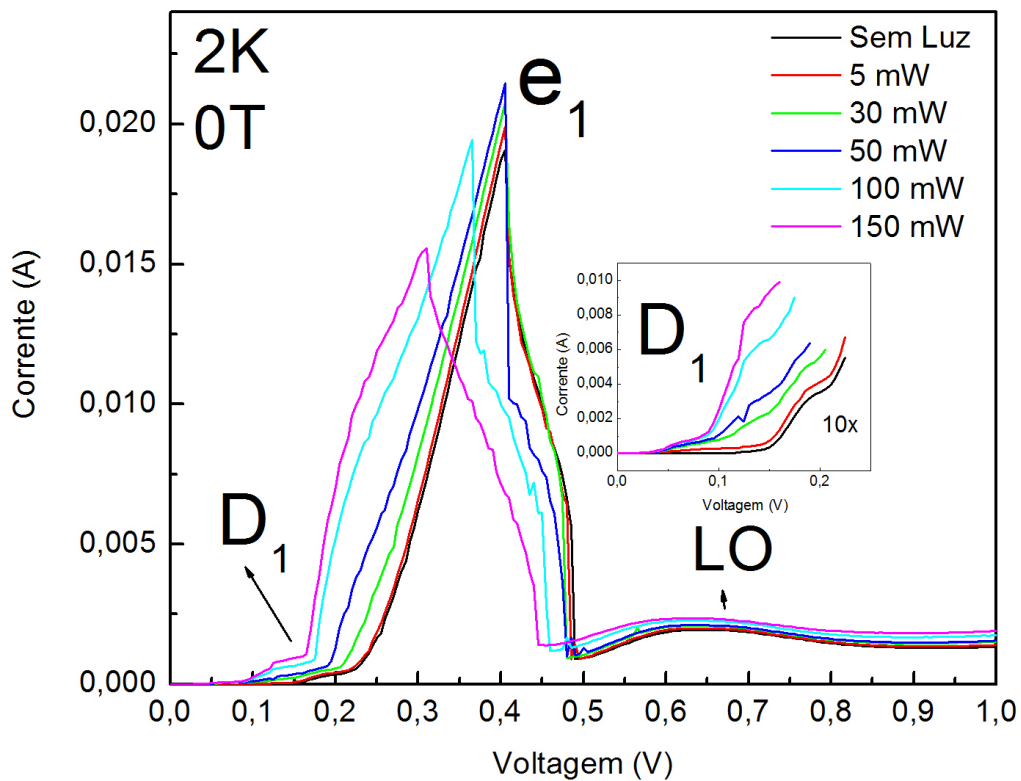 2K
0T
e1
Sem Luz
5 mW
30 mW
50 mW
100 mW
150 mW
Corrente (A)
0,020
0,015
0,010
0,005
0,000
D1
LO
0,0 0,1 0,2 0,3 0,4 0,5 0,6 0,7 0,8 0,9 1,0
Voltagem (V)
D1
10x
Corrente (A)
0,010
0,008
0,006
0,004
0,002
0,000
0,0 0,1 0,2
Voltagem (V)